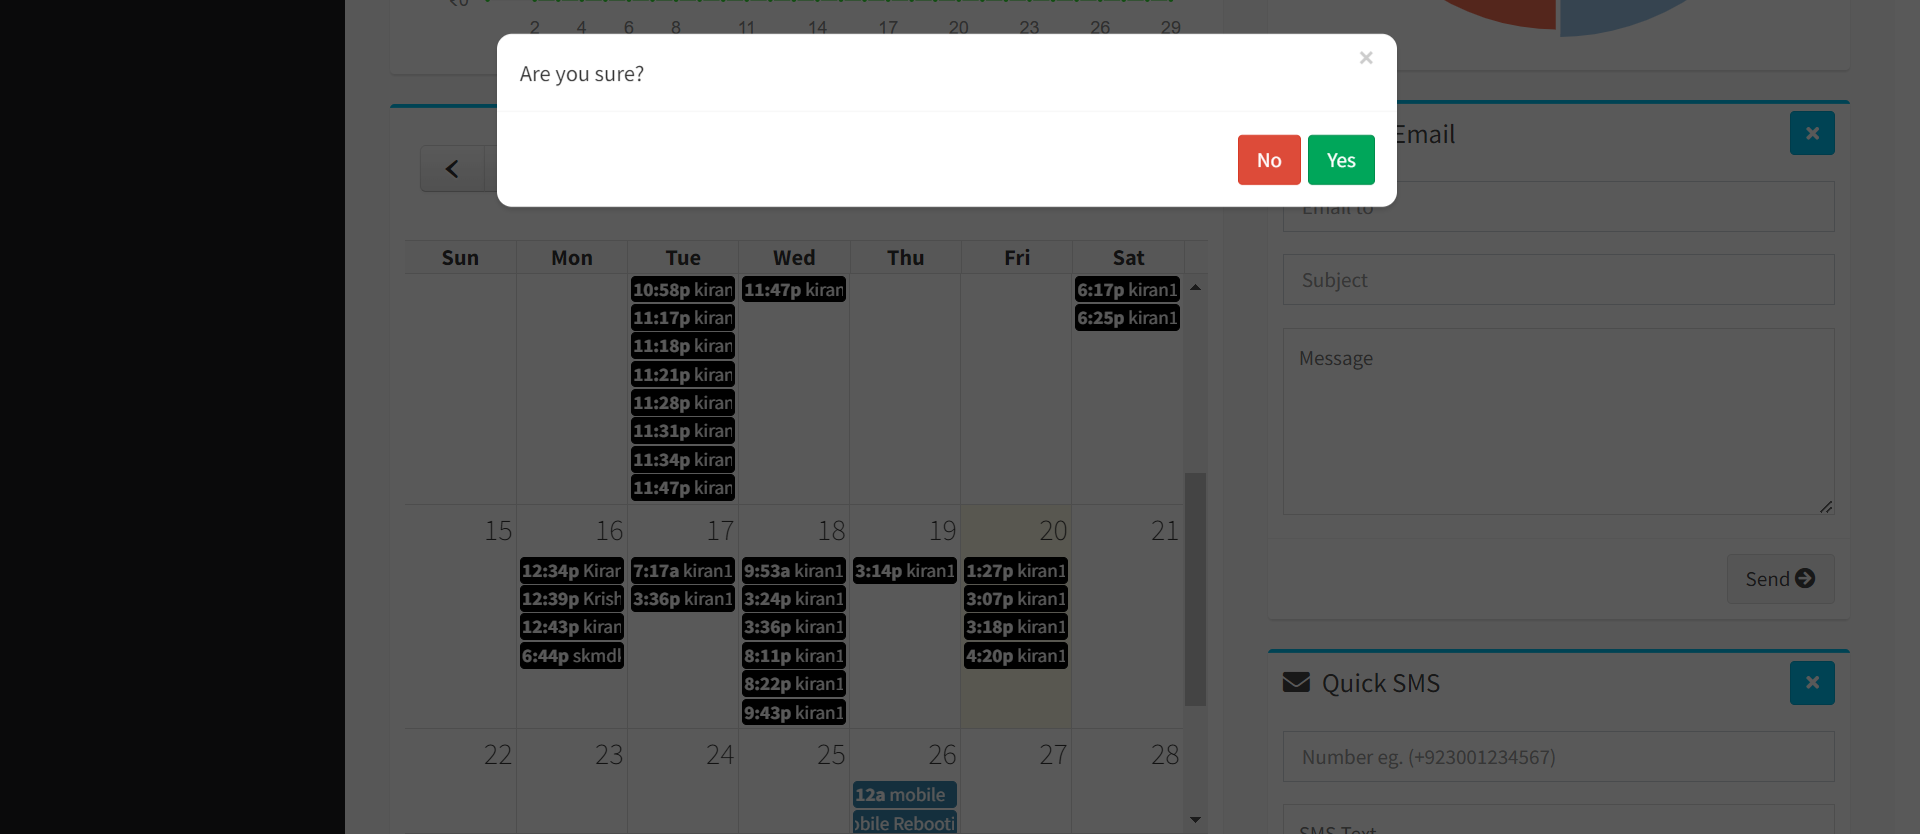 ₹0
2 4 6 8 11 14 17 20 23 26 29
Are you sure?
×
No Yes
Email
Email to
Subject
Message
Send
Quick SMS
Number eg. (+923001234567)
SMS Text
Sun Mon Tue Wed Thu Fri Sat
10:58p kiran
11:17p kiran
11:18p kiran
11:21p kiran
11:28p kiran
11:31p kiran
11:34p kiran
11:47p kiran
11:47p kiran
6:17p kiran1
6:25p kiran1
15 16 17 18 19 20 21
12:34p Kiran
12:39p Krish
12:43p kiran
6:44p skmd
7:17a kiran1
3:36p kiran1
9:53a kiran1
3:24p kiran1
3:36p kiran1
8:11p kiran1
8:22p kiran1
9:43p kiran1
3:14p kiran1
1:27p kiran1
3:07p kiran1
3:18p kiran1
4:20p kiran1
22 23 24 25 26 27 28
12a mobile
obile Rebooti